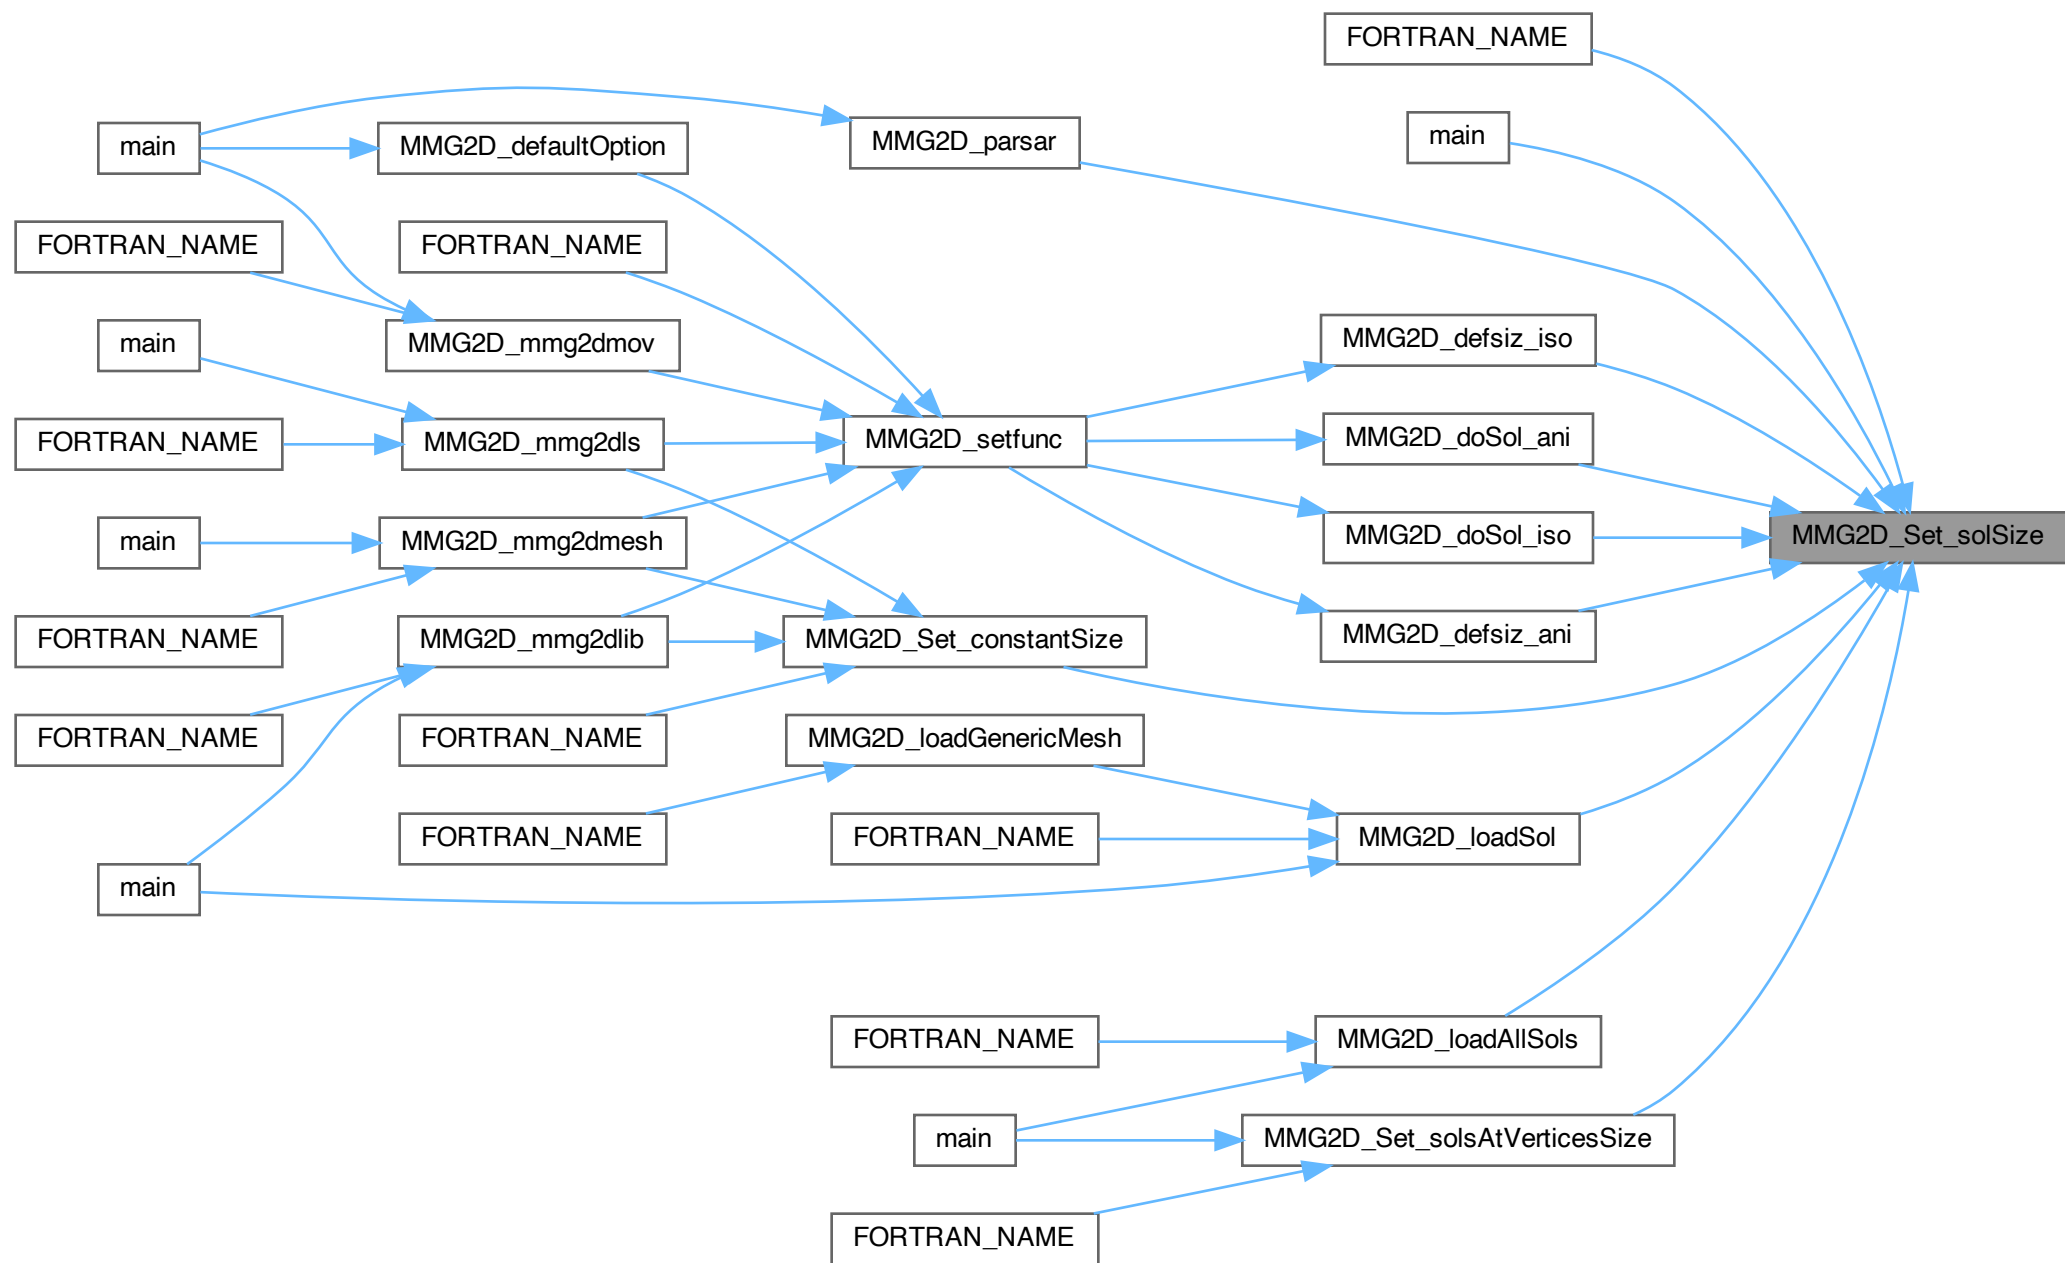 FORTRAN_NAME
main
main
MMG2D_defaultOption
MMG2D_parsar
FORTRAN_NAME
FORTRAN_NAME
main
MMG2D_mmg2dmov
MMG2D_defsiz_iso
FORTRAN_NAME
MMG2D_mmg2dls
MMG2D_setfunc
MMG2D_doSol_ani
main
MMG2D_mmg2dmesh
MMG2D_doSol_iso
MMG2D_Set_solSize
FORTRAN_NAME
MMG2D_mmg2dlib
MMG2D_Set_constantSize
MMG2D_defsiz_ani
FORTRAN_NAME
FORTRAN_NAME
MMG2D_loadGenericMesh
FORTRAN_NAME
FORTRAN_NAME
MMG2D_loadSol
main
FORTRAN_NAME
MMG2D_loadAllSols
main
MMG2D_Set_solsAtVerticesSize
FORTRAN_NAME